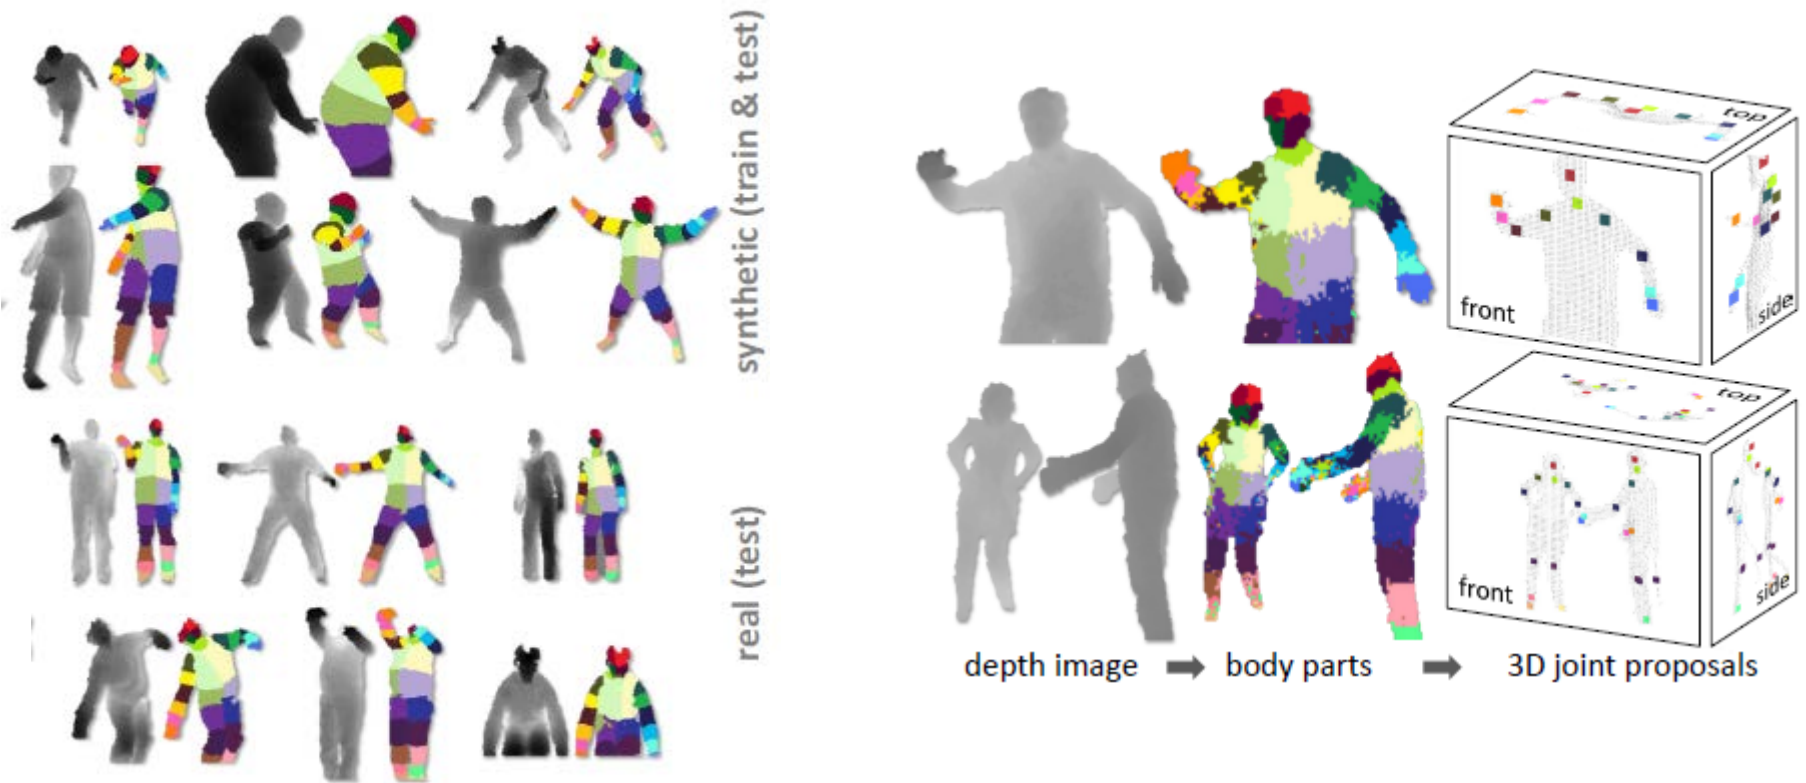 synthetic (train & test)
real (test)
top
front
side
top
front
side
depth image
body parts
3D joint proposals